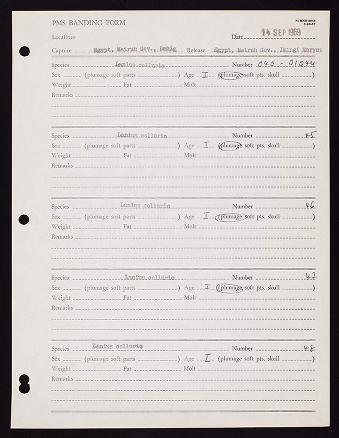 PMS BANDING FORM
Localities Date 14 SEP 1969
Capture Egypt, Matruh Gov., Release Egypt, Matruh Gov.,
Species Lanius collurio Number 040 - 01844
Sex (plumage soft parts ) Age I (plumage soft pts. skull )
Weight Fat Molt
Remarks
Species Lanius collurio Number 45
Sex (plumage soft parts ) Age I (plumage soft pts. skull )
Weight Fat Molt
Remarks
Species Lanius collurio Number 46
Sex (plumage soft parts ) Age I (plumage soft pts. skull )
Weight Fat Molt
Remarks
Species Lanius collurio Number 47
Sex (plumage soft parts ) Age I (plumage soft pts. skull )
Weight Fat Molt
Remarks
Species Lanius collurio Number 48
Sex (plumage soft parts ) Age I (plumage soft pts. skull )
Weight Fat Molt
Remarks